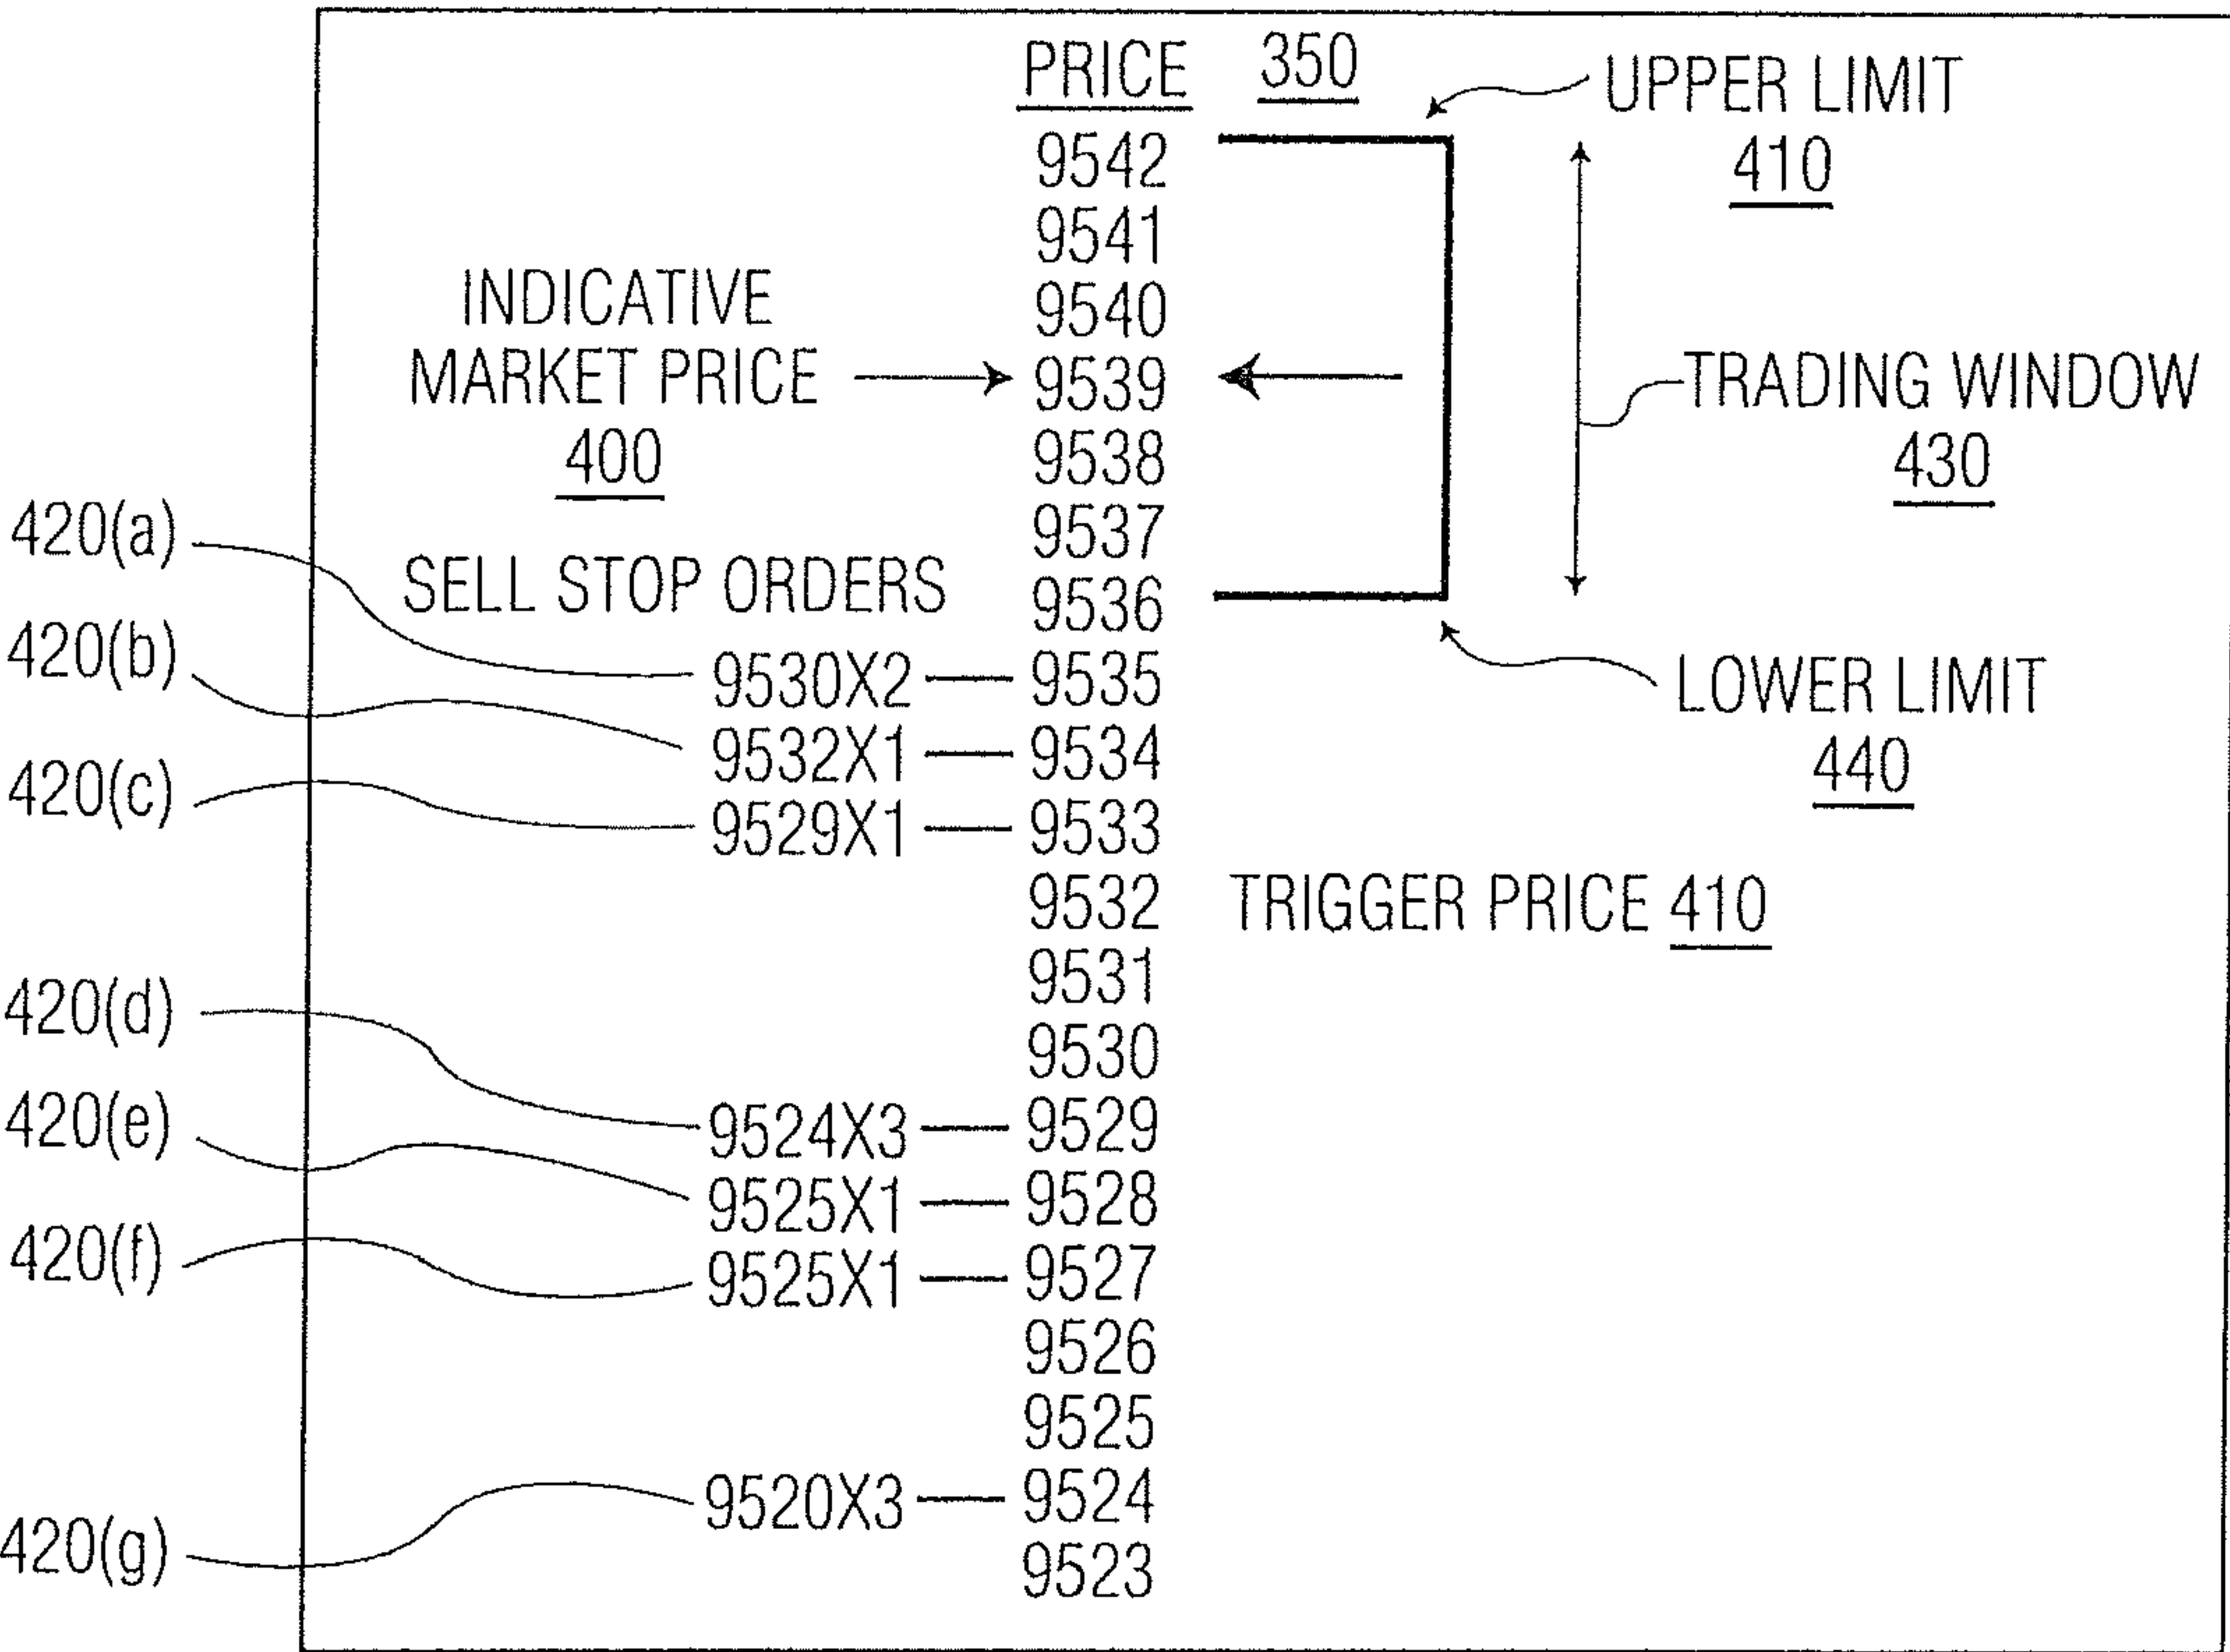 PRICE 350
UPPER LIMIT
410
9542
9541
INDICATIVE
MARKET PRICE
400
9540
9539
TRADING WINDOW
430
9538
9537
420(a)
SELL STOP ORDERS
9536
420(b)
9530X2 9535
LOWER LIMIT
440
9532X1 9534
420(c)
9529X1 9533
9532 TRIGGER PRICE 410
9531
420(d)
9530
420(e)
9524X3 9529
9525X1 9528
420(f)
9525X1 9527
9526
9525
9520X3 9524
420(g)
9523